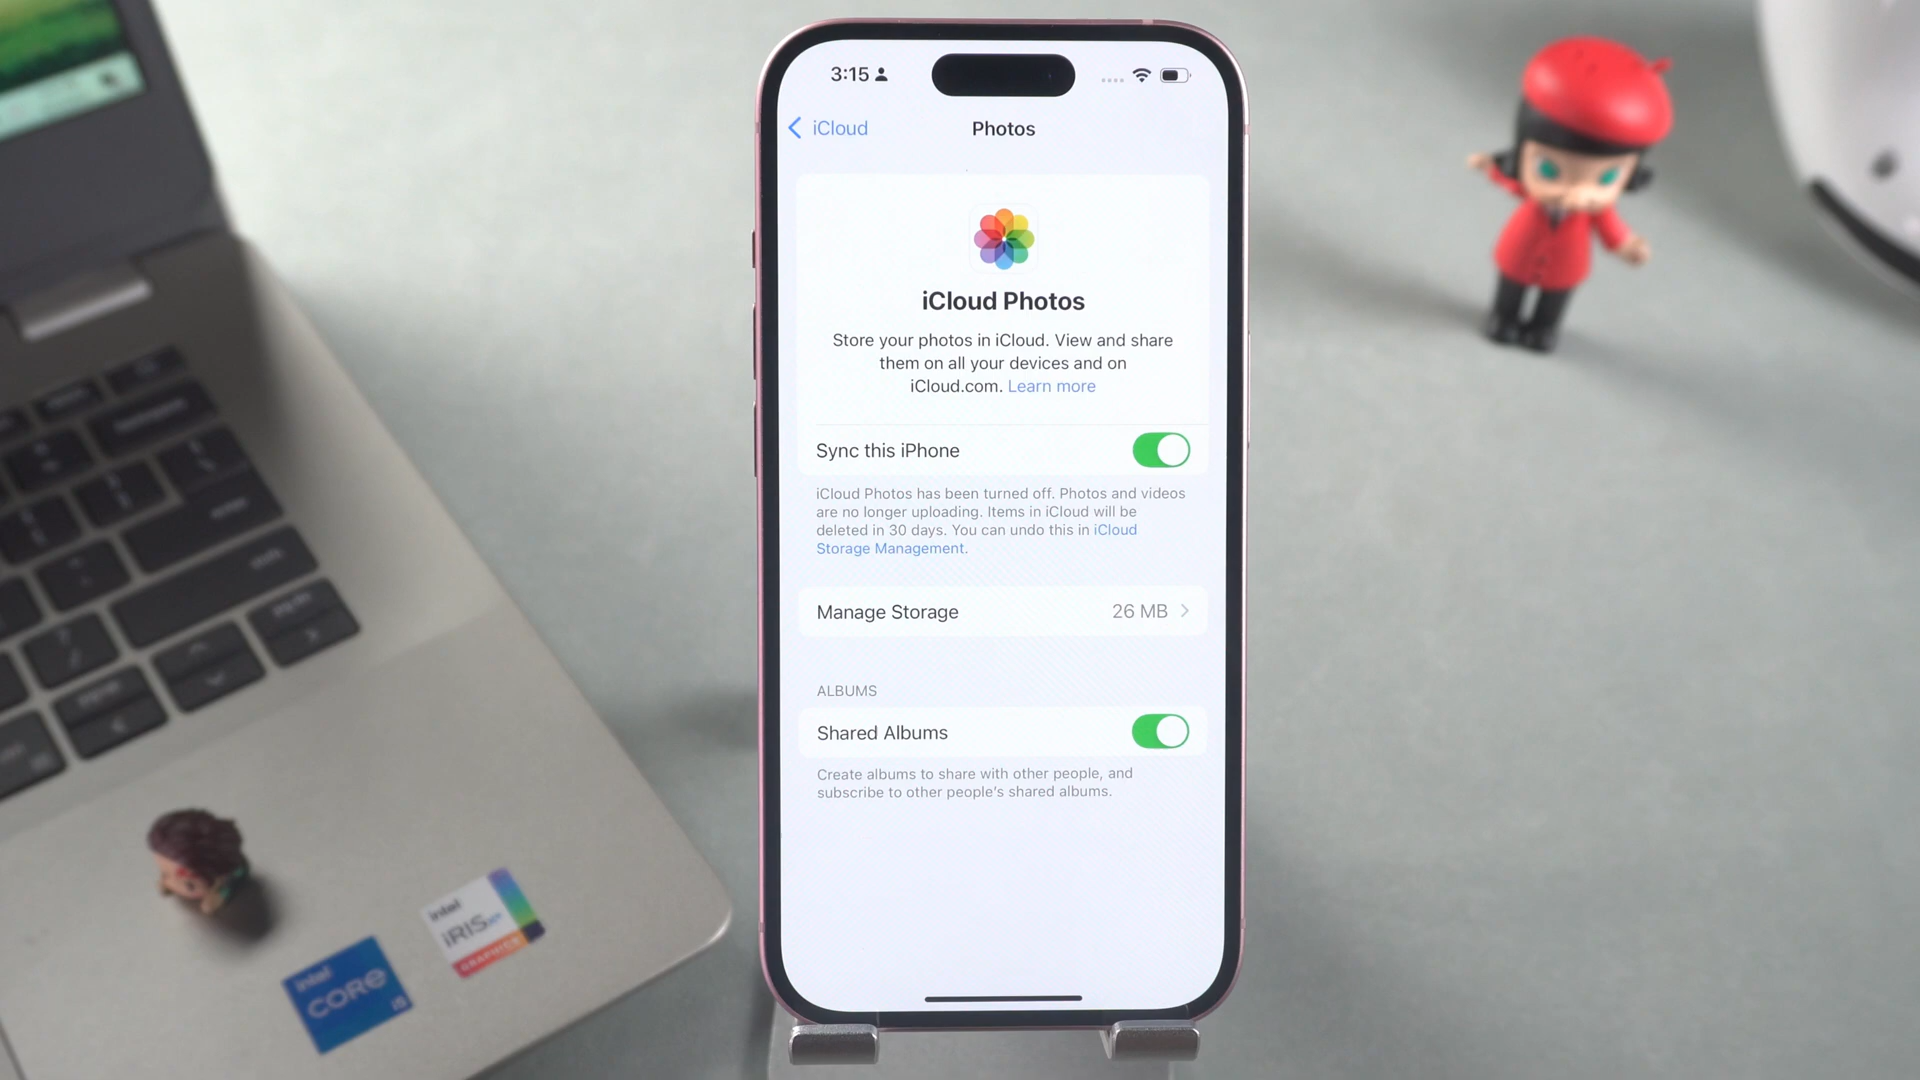 3:15
iCloud
Photos
iCloud Photos
Store your photos in iCloud. View and share
them on all your devices and on
iCloud.com. Learn more
Sync this iPhone
iCloud Photos has been turned off. Photos and videos
are no longer uploading. Items in iCloud will be
deleted in 30 days. You can undo this in iCloud
Storage Management.
Manage Storage
26 MB
ALBUMS
Shared Albums
Create albums to share with other people, and
subscribe to other people's shared albums.
intel
iRIS xe
GRAPHICS
intel
CORE
i5